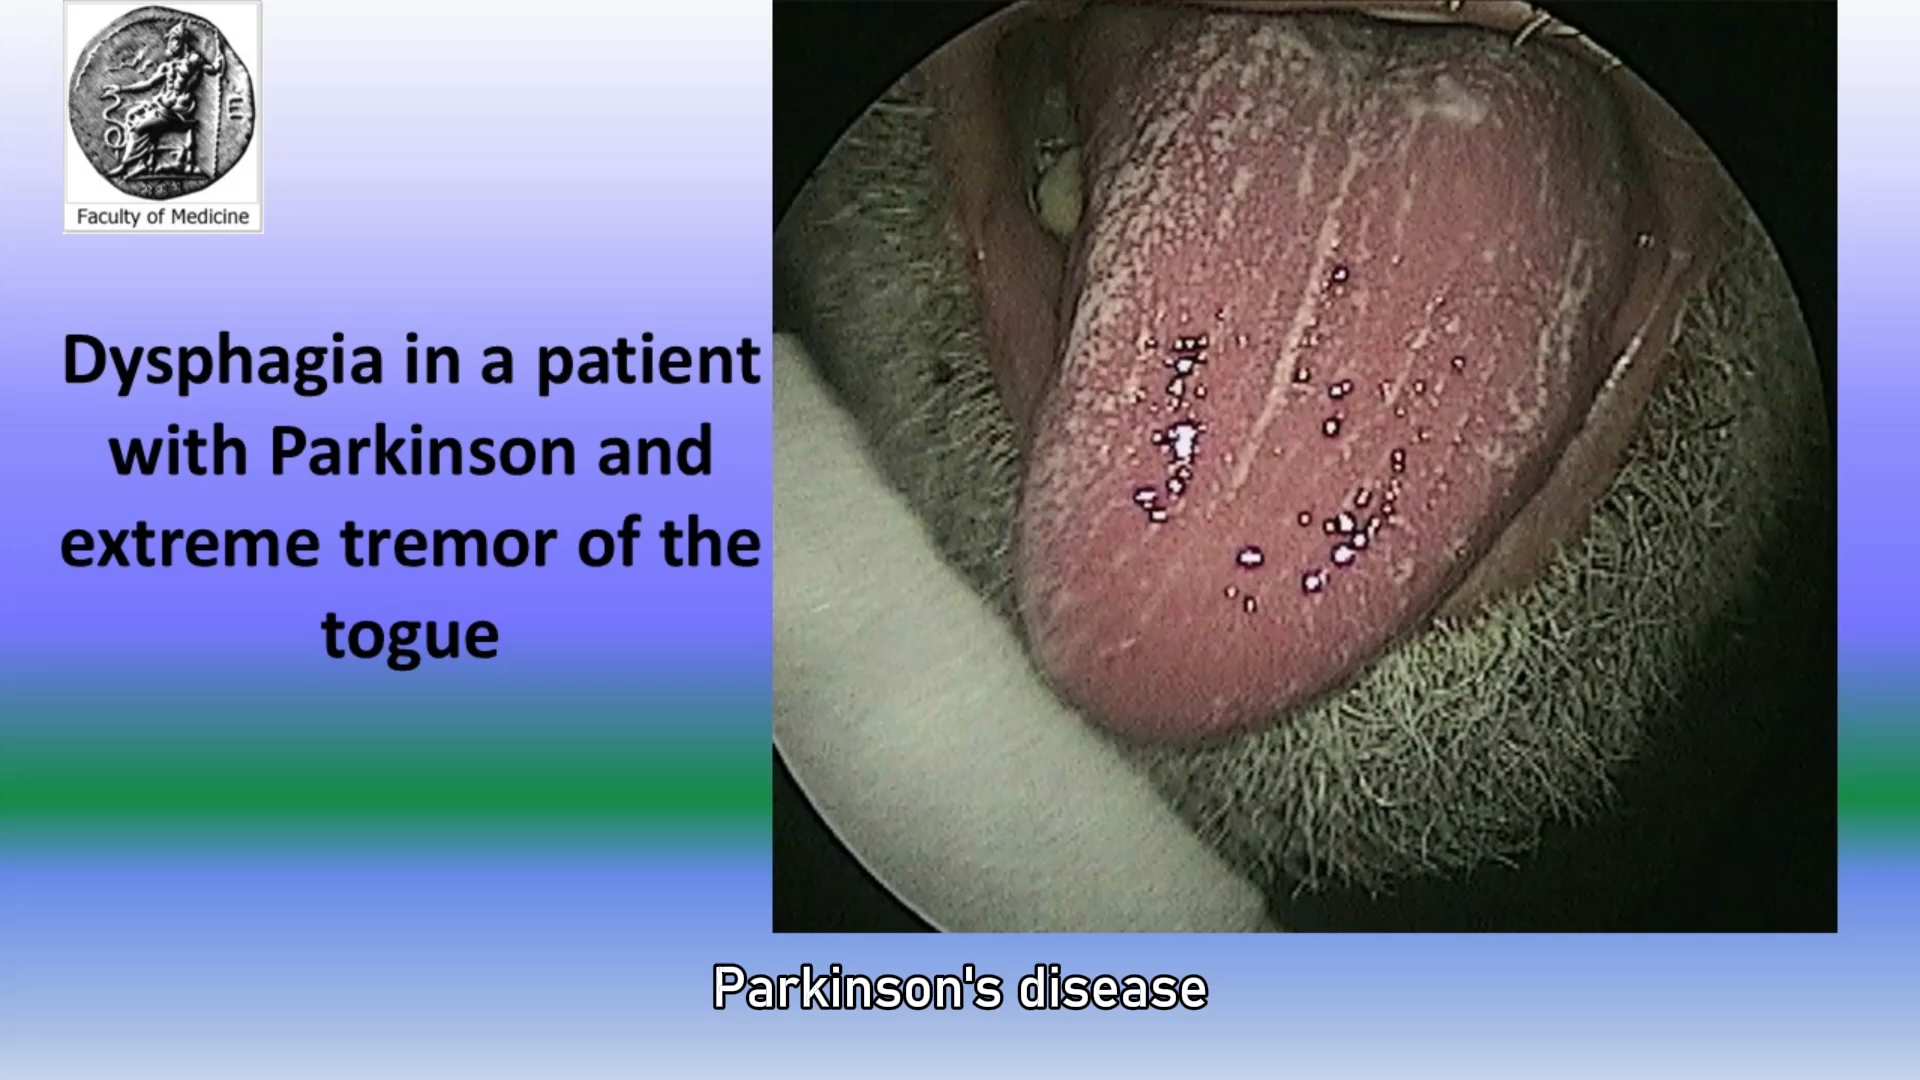 Faculty of Medicine
Dysphagia in a patient
with Parkinson and
extreme tremor of the
togue
Parkinson's disease